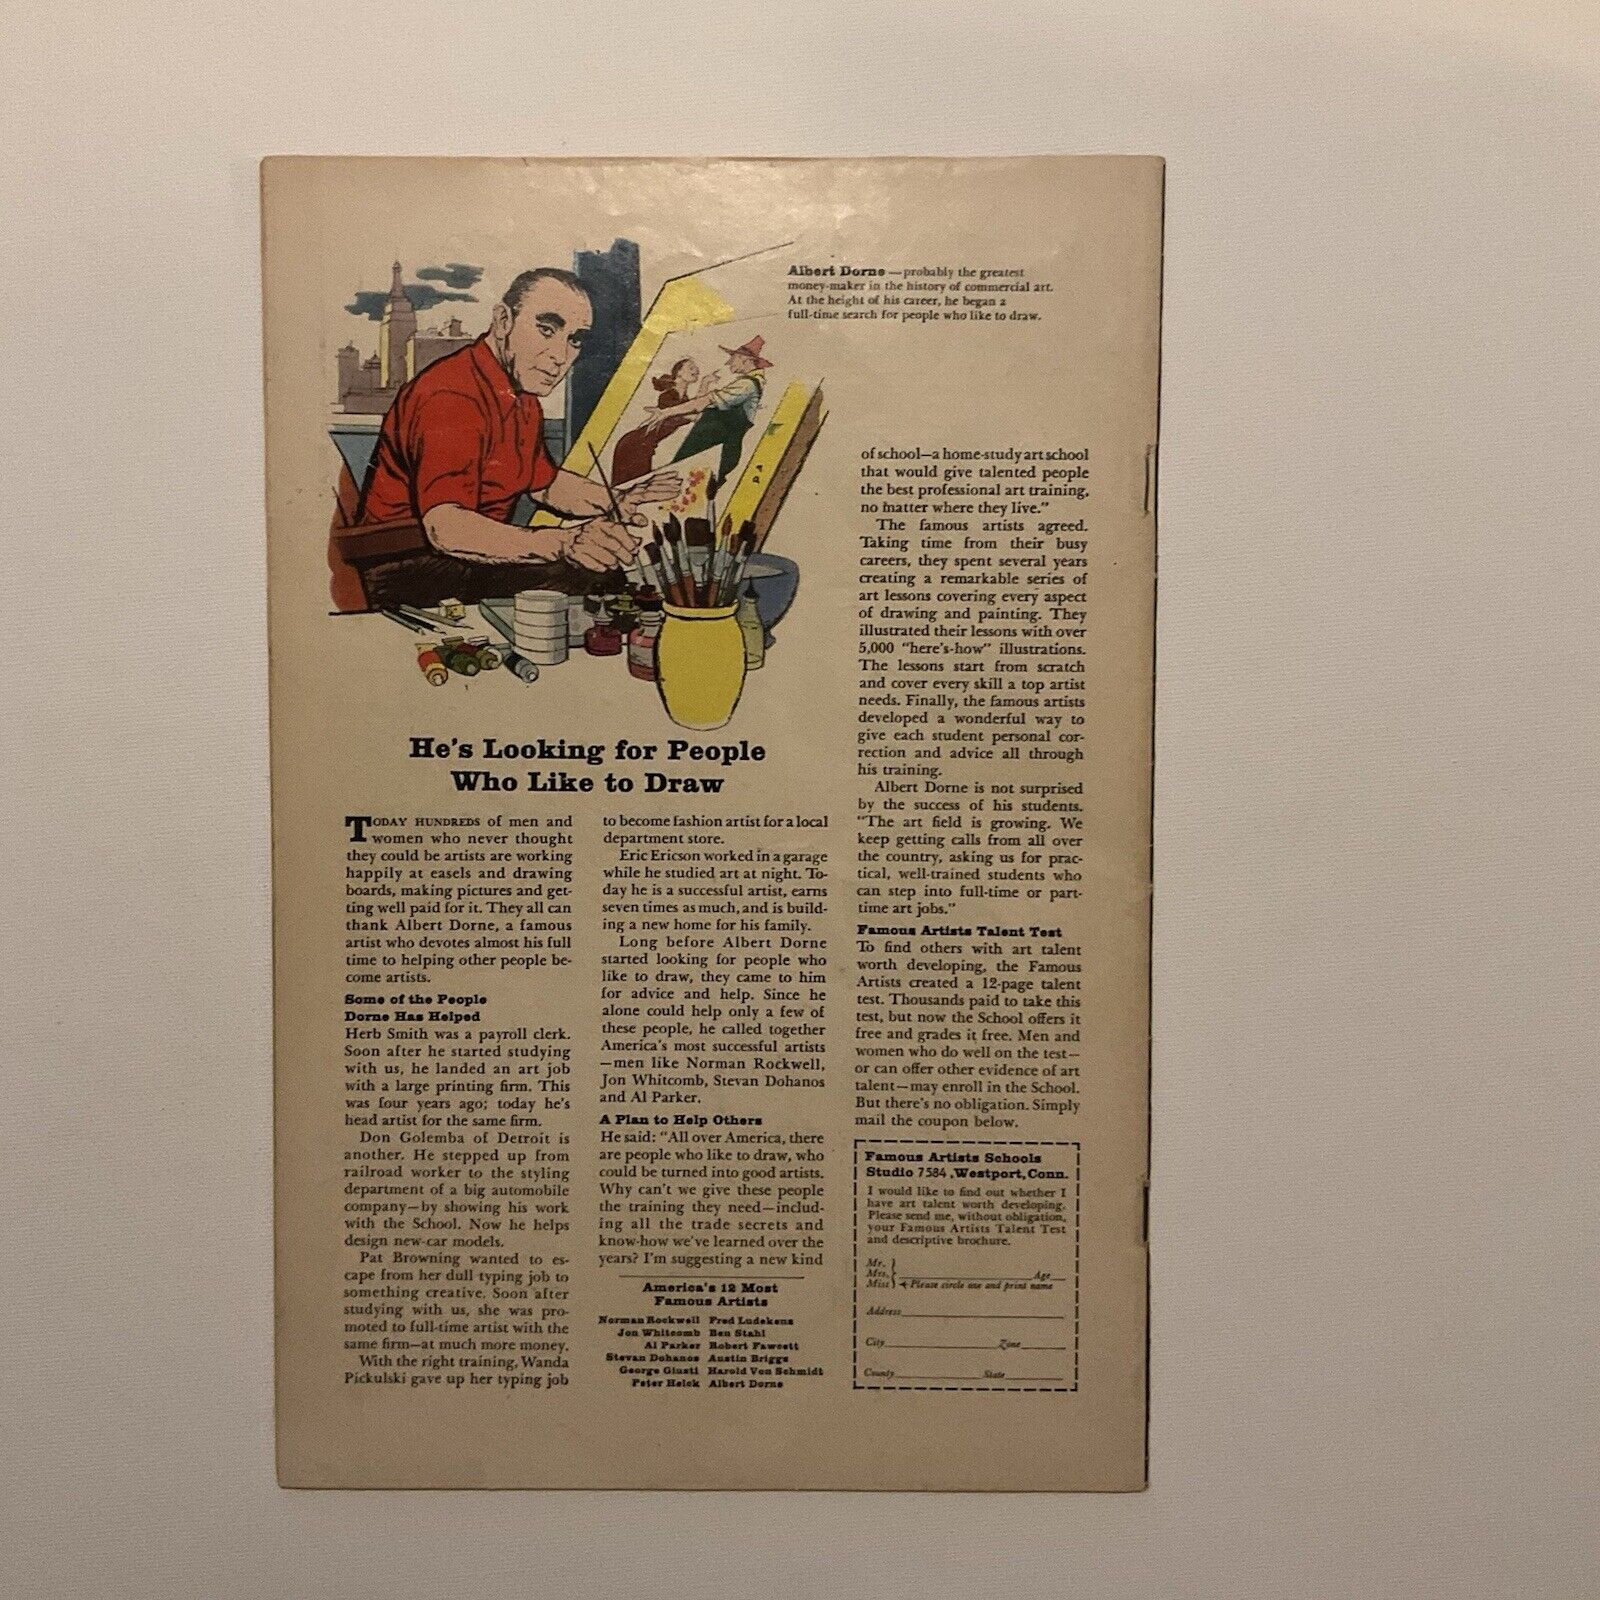 Albert Dorne — probably the greatest
money-maker in the history of commercial art.
At the height of his career, he began a
full-time search for people who like to draw.
He's Looking for People
Who Like to Draw
TODAY HUNDREDS of men and
women who never thought
they could be artists are working
happily at easels and drawing
boards, making pictures and get-
ting well paid for it. They all can
thank Albert Dorne, a famous
artist who devotes almost his full
time to helping other people be-
come artists.
Some of the People
Dorne Has Helped
Herb Smith was a payroll clerk.
Soon after he started studying
with us, he landed an art job
with a large printing firm. This
was four years ago; today he's
head artist for the same firm.
Don Golemba of Detroit is
another. He stepped up from
railroad worker to the styling
department of a big automobile
company—by showing his work
with the School. Now he helps
design new-car models.
Pat Browning wanted to es-
cape from her dull typing job to
something creative. Soon after
studying with us, she was pro-
moted to full-time artist with the
same firm—at much more money.
With the right training, Wanda
Pickulski gave up her typing job
to become fashion artist for a local
department store.
Eric Ericson worked in a garage
while he studied art at night. To-
day he is a successful artist, earns
seven times as much, and is build-
ing a new home for his family.
Long before Albert Dorne
started looking for people who
like to draw, they came to him
for advice and help. Since he
alone could help only a few of
these people, he called together
America's most successful artists
—men like Norman Rockwell,
Jon Whitcomb, Stevan Dohanos
and Al Parker.
A Plan to Help Others
He said: "All over America, there
are people who like to draw, who
could be turned into good artists.
Why can't we give these people
the training they need—includ-
ing all the trade secrets and
know-how we've learned over the
years? I'm suggesting a new kind
America's 12 Most
Famous Artists
Norman Rockwell Fred Ludekens
Jon Whitcomb Ben Stahl
Al Parker Robert Fawcett
Stevan Dohanos Austin Briggs
George Giusti Harold Von Schmidt
Peter Helck Albert Dorne
of school—a home-study art school
that would give talented people
the best professional art training,
no matter where they live."
The famous artists agreed.
Taking time from their busy
careers, they spent several years
creating a remarkable series of
art lessons covering every aspect
of drawing and painting. They
illustrated their lessons with over
5,000 "here's-how" illustrations.
The lessons start from scratch
and cover every skill a top artist
needs. Finally, the famous artists
developed a wonderful way to
give each student personal cor-
rection and advice all through
his training.
Albert Dorne is not surprised
by the success of his students.
"The art field is growing. We
keep getting calls from all over
the country, asking us for prac-
tical, well-trained students who
can step into full-time or part-
time art jobs."
Famous Artists Talent Test
To find others with art talent
worth developing, the Famous
Artists created a 12-page talent
test. Thousands paid to take this
test, but now the School offers it
free and grades it free. Men and
women who do well on the test—
or can offer other evidence of art
talent—may enroll in the School.
But there's no obligation. Simply
mail the coupon below.
Famous Artists Schools
Studio 7584, Westport, Conn.
I would like to find out whether I
have art talent worth developing.
Please send me, without obligation,
your Famous Artists Talent Test
and descriptive brochure.
Mr.
Mrs. Age
Miss Please circle one and print name
Address
City Zone
County State